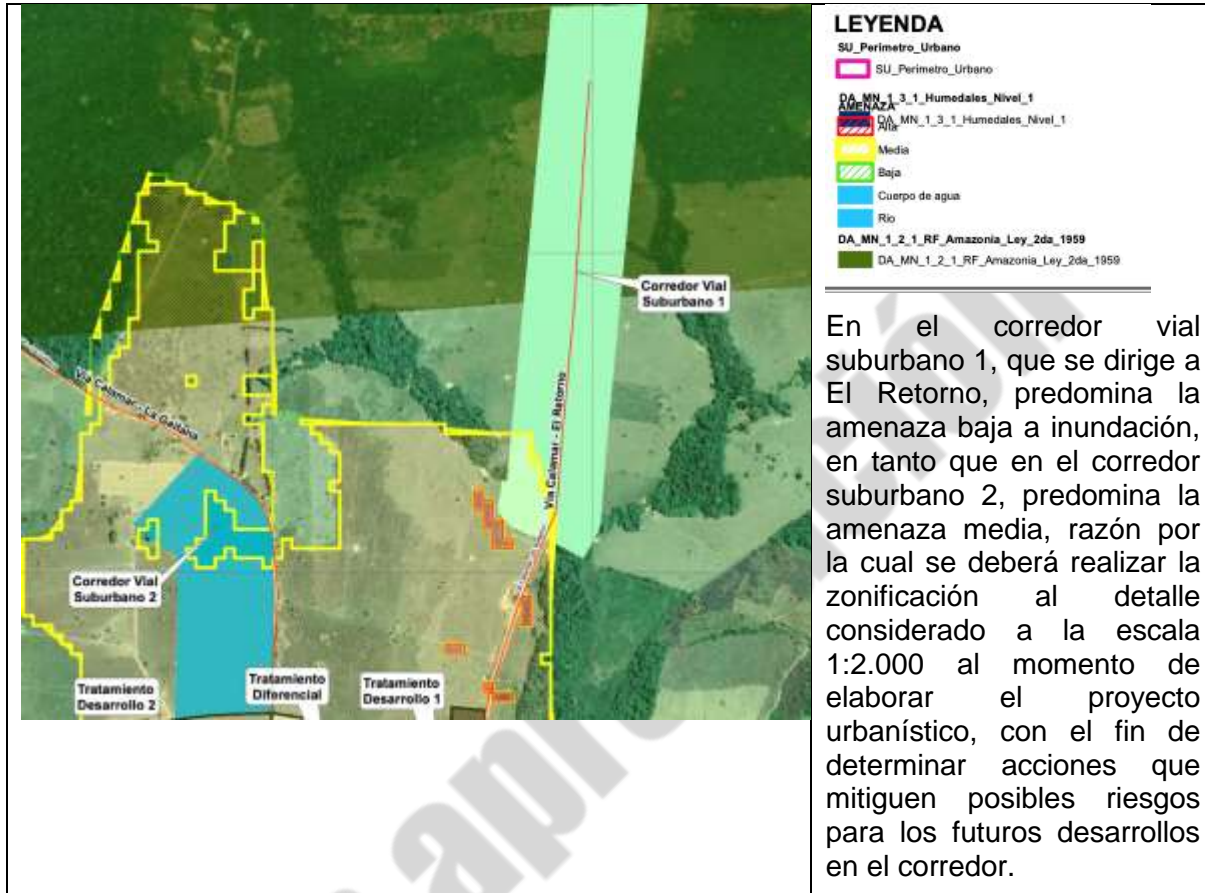 LEYENDA
SU_Perimetro_Urbano
SU_Perimetro_Urbano
DA_MN_1_3_1_Humedales_Nivel_1
AMENAZA
DA_MN_1_3_1_Humedales_Nivel_1
Alta
Media
Baja
Cuerpo de agua
Rio
DA_MN_1_2_1_RF_Amazonia_Ley_2da_1959
DA_MN_1_2_1_RF_Amazonia_Ley_2da_1959
Corredor Vial
Suburbano 1
Via Calamar - La Gaitana
Via Calamar - El Retorno
Corredor Vial
Suburbano 2
Tratamiento
Desarrollo 2
Tratamiento
Diferencial
Tratamiento
Desarrollo 1
En el corredor vial
suburbano 1, que se dirige a
El Retorno, predomina la
amenaza baja a inundación,
en tanto que en el corredor
suburbano 2, predomina la
amenaza media, razón por
la cual se deberá realizar la
zonificación al detalle
considerado a la escala
1:2.000 al momento de
elaborar el proyecto
urbanístico, con el fin de
determinar acciones que
mitiguen posibles riesgos
para los futuros desarrollos
en el corredor.